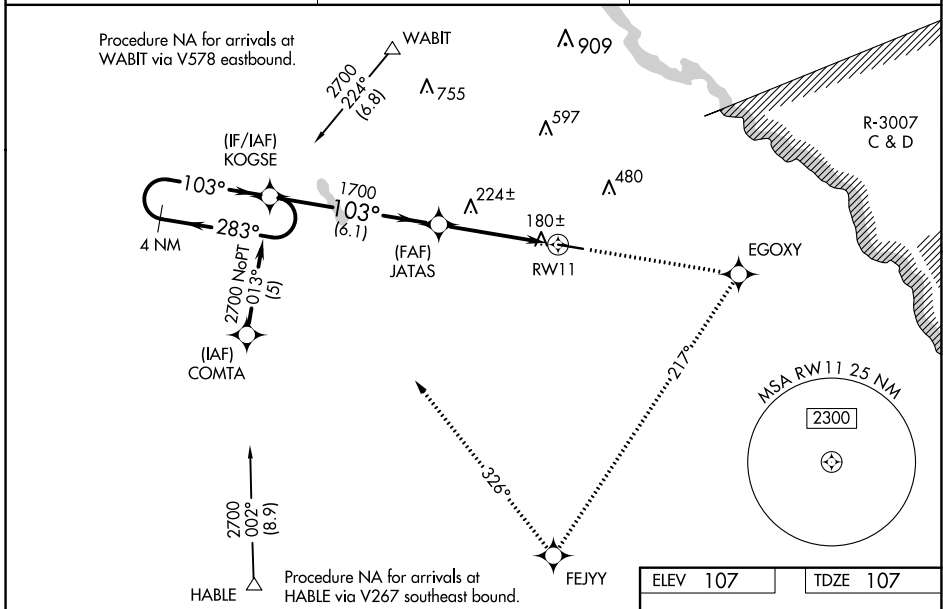 Procedure NA for arrivals at
WABIT via V578 eastbound.
WABIT
2700
224°
(6.8)
909
755
597
480
R-3007
C & D
(IF/IAF)
KOGSE
103°
283°
4 NM
1700
103°
(6.1)
224±
180±
(FAF)
JATAS
RW11
EGOXY
2700 NoPT
013°
(5)
(IAF)
COMTA
217°
326°
MSA RW11 25 NM
2300
2700
002°
(8.9)
HABLE
Procedure NA for arrivals at
HABLE via V267 southeast bound.
FEJYY
ELEV 107
TDZE 107